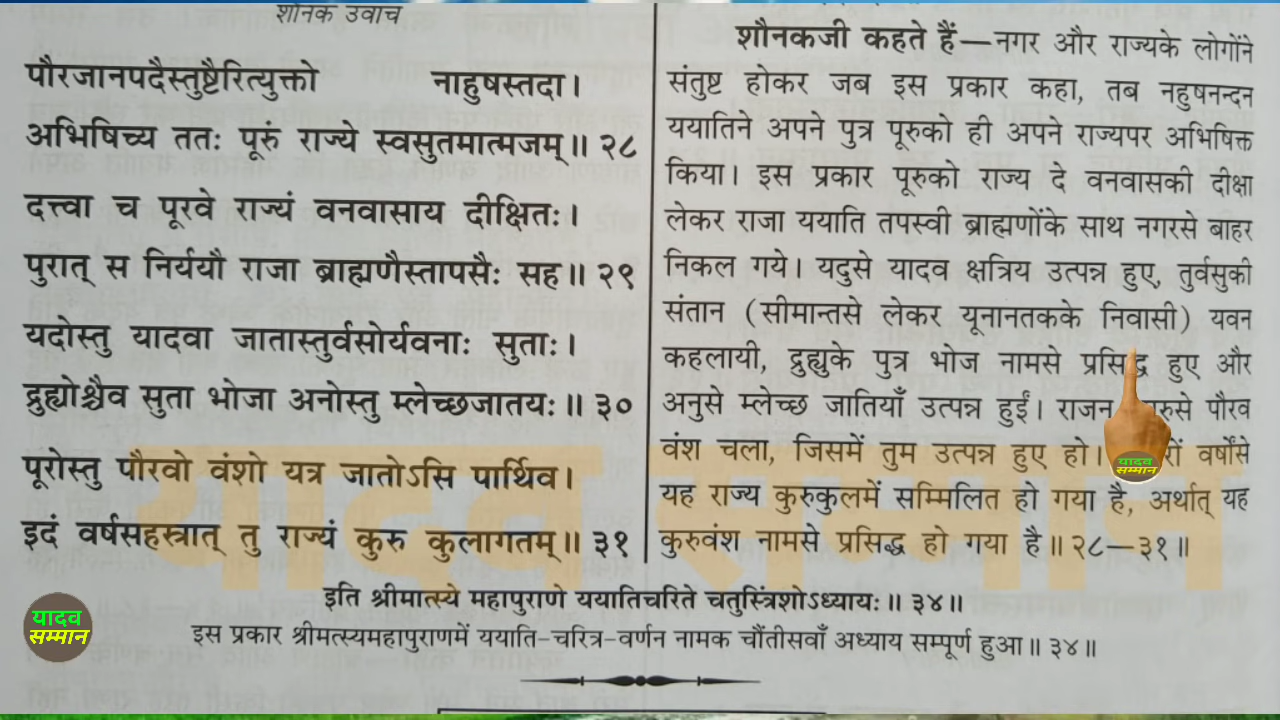 शौनक उवाच
पौरजानपदैस्तुष्टैरित्युक्तो नाहुषस्तदा।
अभिषिच्य ततः पूरुं राज्ये स्वसुतमात्मजम्॥ २८
दत्त्वा च पूरवे राज्यं वनवासाय दीक्षितः।
पुरात् स निर्ययौ राजा ब्राह्मणैस्तापसैः सह॥ २९
यदोस्तु यादवा जातास्तुर्वसोर्यवनाः सुताः।
द्रुह्योश्चैव सुता भोजा अनोस्तु म्लेच्छजातयः॥ ३०
पूरोस्तु पौरवो वंशो यत्र जातोऽसि पार्थिव।
इदं वर्षसहस्त्रात् तु राज्यं कुरु कुलागतम्॥ ३१
शौनकजी कहते हैं— नगर और राज्यके लोगोंने
संतुष्ट होकर जब इस प्रकार कहा, तब नहुषनन्दन
ययातिने अपने पुत्र पूरुको ही अपने राज्यपर अभिषिक्त
किया। इस प्रकार पूरुको राज्य दे वनवासकी दीक्षा
लेकर राजा ययाति तपस्वी ब्राह्मणोंके साथ नगरसे बाहर
निकल गये। यदुसे यादव क्षत्रिय उत्पन्न हुए, तुर्वसुकी
संतान (सीमान्तसे लेकर यूनानतकके निवासी) यवन
कहलायी, द्रुह्युके पुत्र भोज नामसे प्रसिद्ध हुए और
अनुसे म्लेच्छ जातियाँ उत्पन्न हुईं। राजन् पौरव
वंश चला, जिसमें तुम उत्पन्न हुए हो। वर्षोंसे
यह राज्य कुरुकुलमें सम्मिलित हो गया है, अर्थात् यह
कुरुवंश नामसे प्रसिद्ध हो गया है॥ २८—३१॥
इति श्रीमात्स्ये महापुराणे ययातिचरिते चतुस्त्रिंशोऽध्यायः॥ ३४॥
इस प्रकार श्रीमत्स्यमहापुराणमें ययाति-चरित्र-वर्णन नामक चौंतीसवाँ अध्याय सम्पूर्ण हुआ॥ ३४॥
यादव सम्मान
यादव
सम्मान
यादव
सम्मान